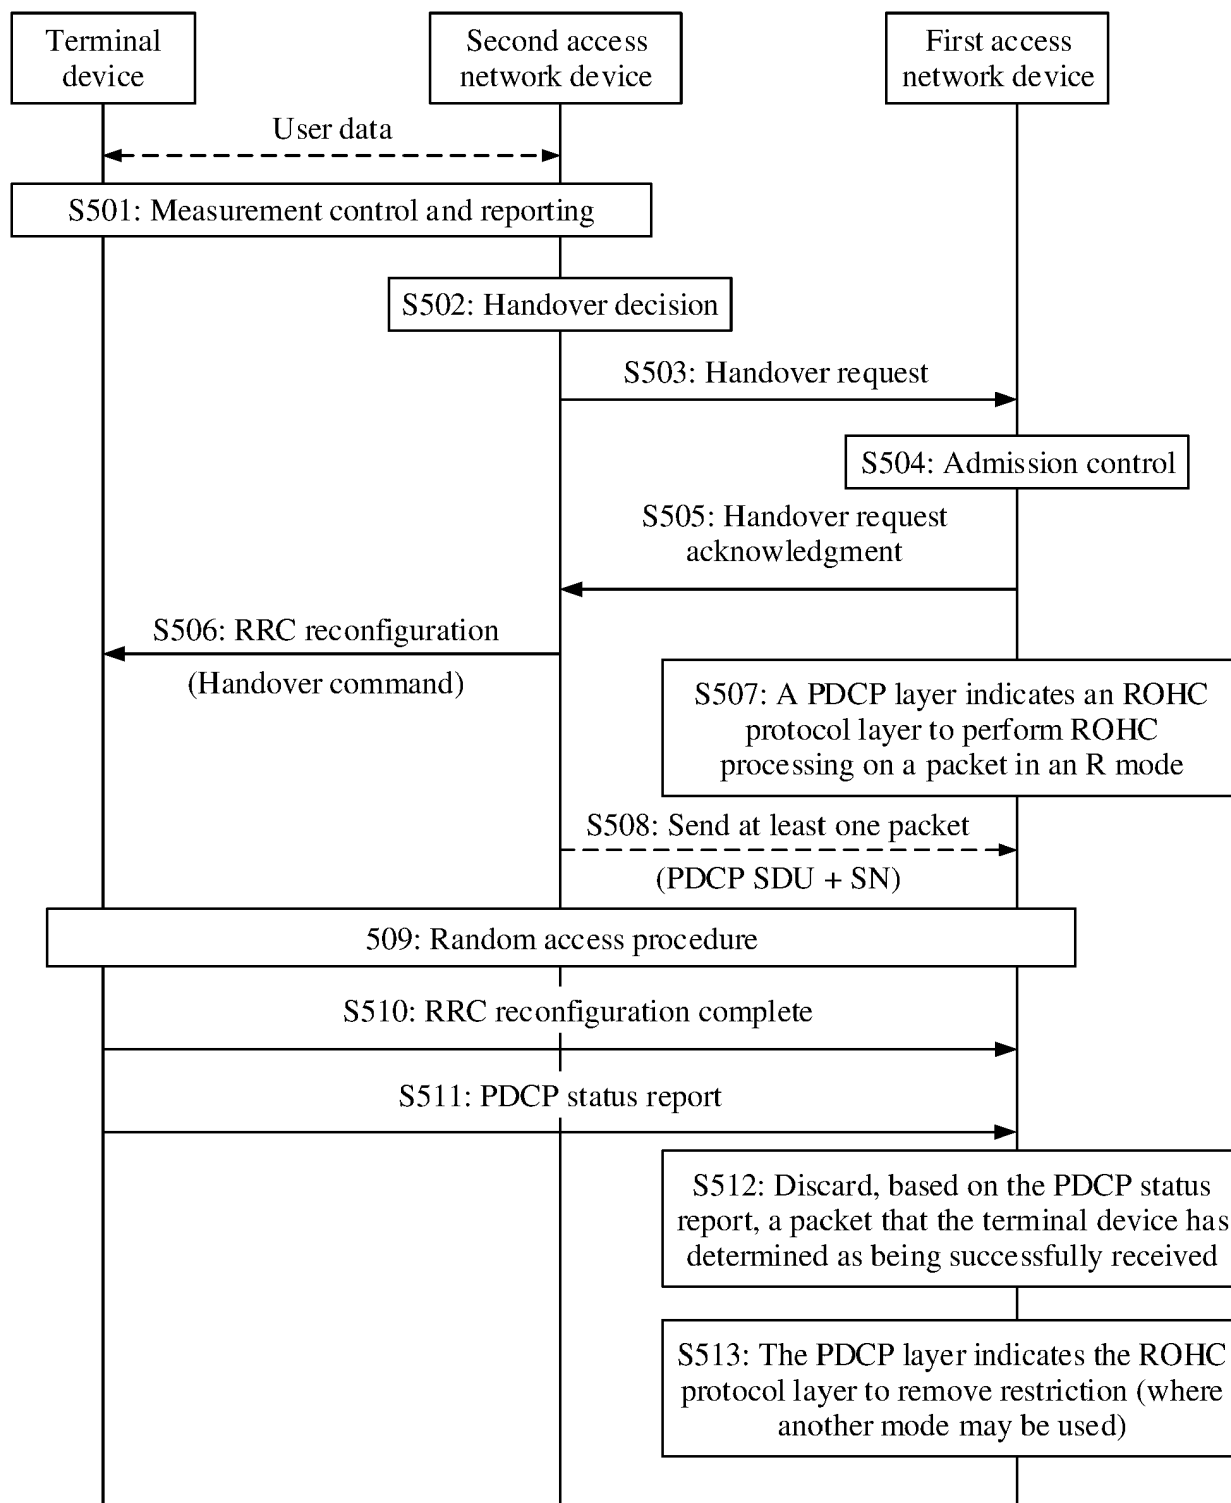 Terminal
device
Second access
network device
First access
network device
User data
S501: Measurement control and reporting
S502: Handover decision
S503: Handover request
S504: Admission control
S505: Handover request
acknowledgment
S506: RRC reconfiguration
(Handover command)
S507: A PDCP layer indicates an ROHC
protocol layer to perform ROHC
processing on a packet in an R mode
S508: Send at least one packet
(PDCP SDU + SN)
509: Random access procedure
S510: RRC reconfiguration complete
S511: PDCP status report
S512: Discard, based on the PDCP status
report, a packet that the terminal device has
determined as being successfully received
S513: The PDCP layer indicates the ROHC
protocol layer to remove restriction (where
another mode may be used)